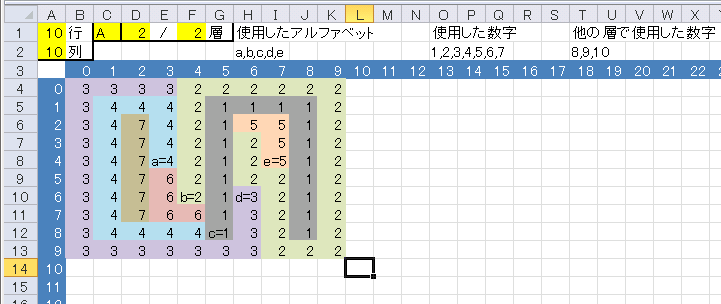 A B C D E F G H I J K L M N O P Q R S T U V W X
1 10 行 A 2 / 2 層 使用したアルファベット 使用した数字 他の層で使用した数字
2 10 列 a,b,c,d,e 1,2,3,4,5,6,7 8,9,10
3 0 1 2 3 4 5 6 7 8 9 10 11 12 13 14 15 16 17 18 19 20 21 22
4 0 3 3 3 3 2 2 2 2 2 2
5 1 3 4 4 4 2 1 1 1 1 2
6 2 3 4 7 4 2 1 5 5 1 2
7 3 3 4 7 4 2 1 2 5 1 2
8 4 3 4 7 a=4 2 1 2 e=5 1 2
9 5 3 4 7 6 2 1 2 2 1 2
10 6 3 4 7 6 b=2 1 d=3 2 1 2
11 7 3 4 7 6 6 1 3 2 1 2
12 8 3 4 4 4 4 c=1 3 2 1 2
13 9 3 3 3 3 3 3 3 2 2 2
14 10
15 11